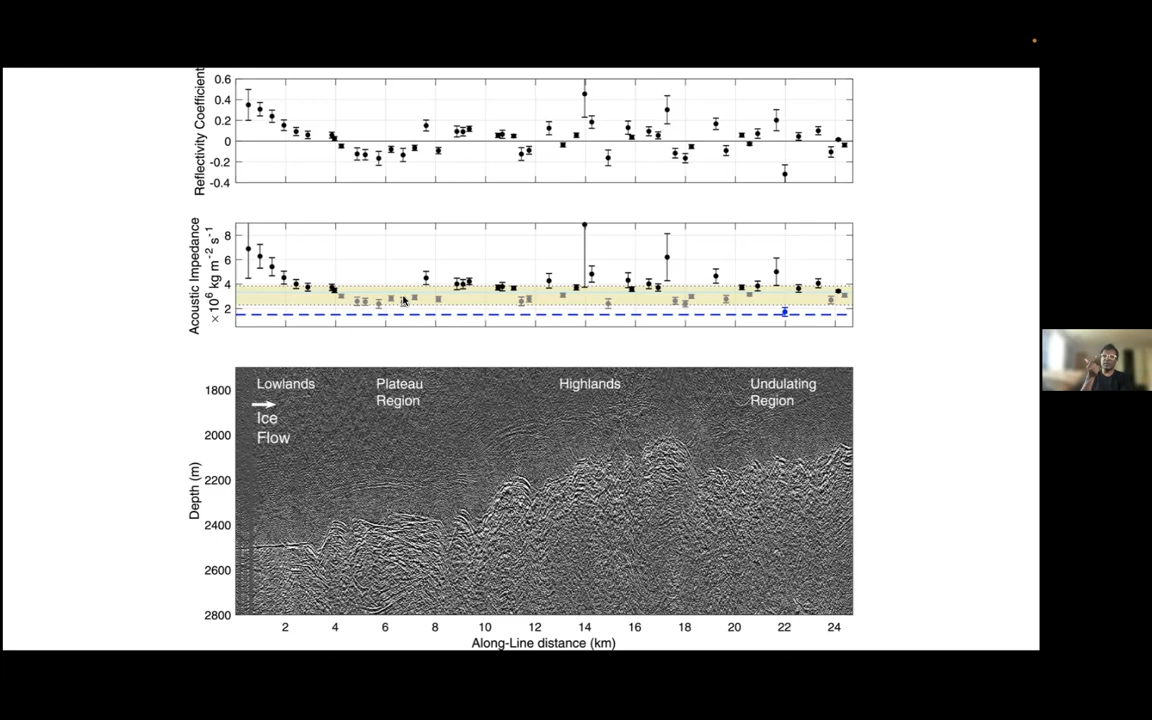 Reflectivity Coefficient
0.6
0.4
0.2
0
-0.2
-0.4
Acoustic Impedance
×10⁶ kg m⁻² s⁻¹
8
6
4
2
Lowlands
Plateau
Region
Highlands
Undulating
Region
Ice
Flow
Depth (m)
1800
2000
2200
2400
2600
2800
2 4 6 8 10 12 14 16 18 20 22 24
Along-Line distance (km)